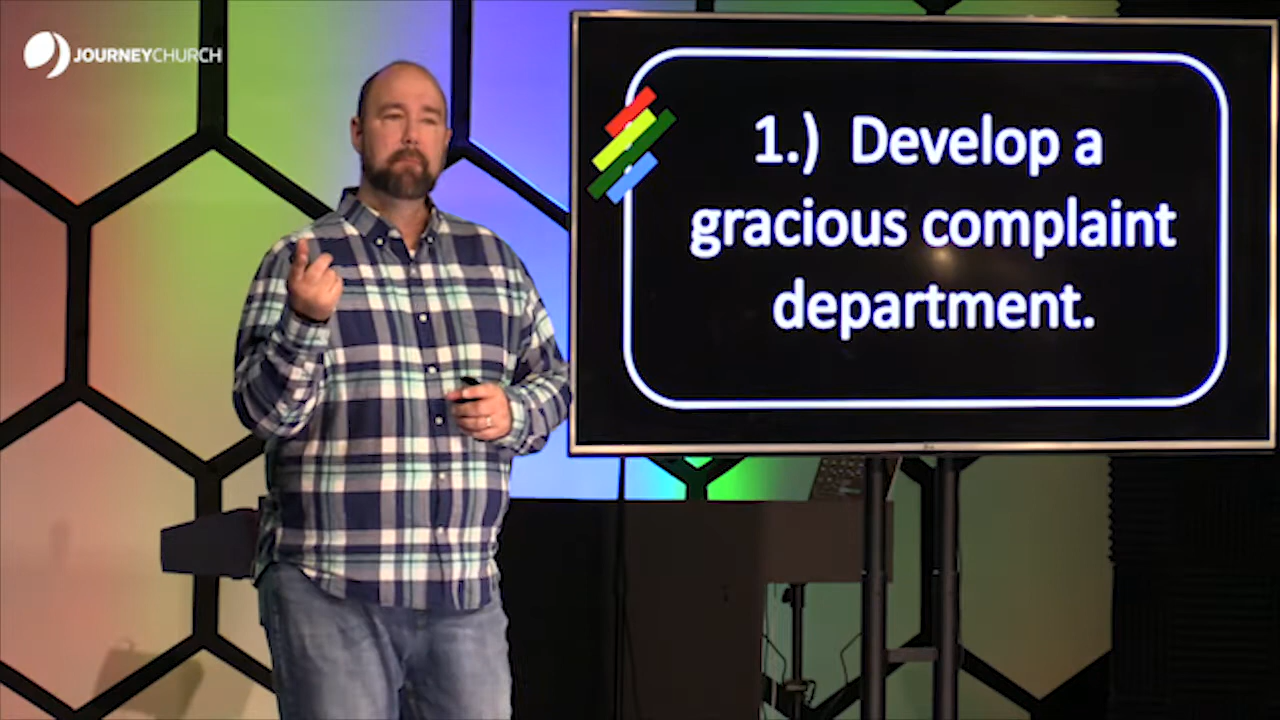 JOURNEYCHURCH
1.) Develop a
gracious complaint
department.